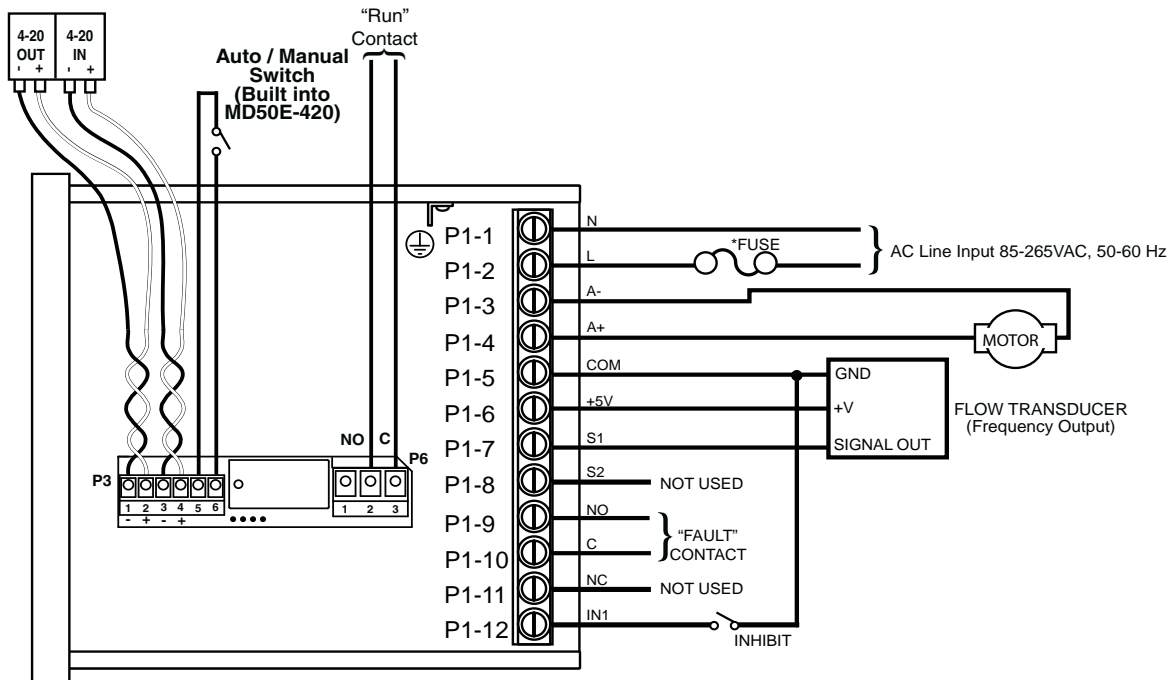 4-20 OUT
- +
4-20 IN
- +
“Run”
Contact
Auto / Manual
Switch
(Built into
MD50E-420)
NO C
P6
P3
1 2 3 4 5 6
- + - +
1 2 3
P1-1 N
P1-2 L
*FUSE
AC Line Input 85-265VAC, 50-60 Hz
P1-3 A-
P1-4 A+
MOTOR
P1-5 COM
GND
P1-6 +5V
+V
P1-7 S1
SIGNAL OUT
FLOW TRANSDUCER
(Frequency Output)
P1-8 S2 NOT USED
P1-9 NO
P1-10 C
“FAULT”
CONTACT
P1-11 NC NOT USED
P1-12 IN1
INHIBIT